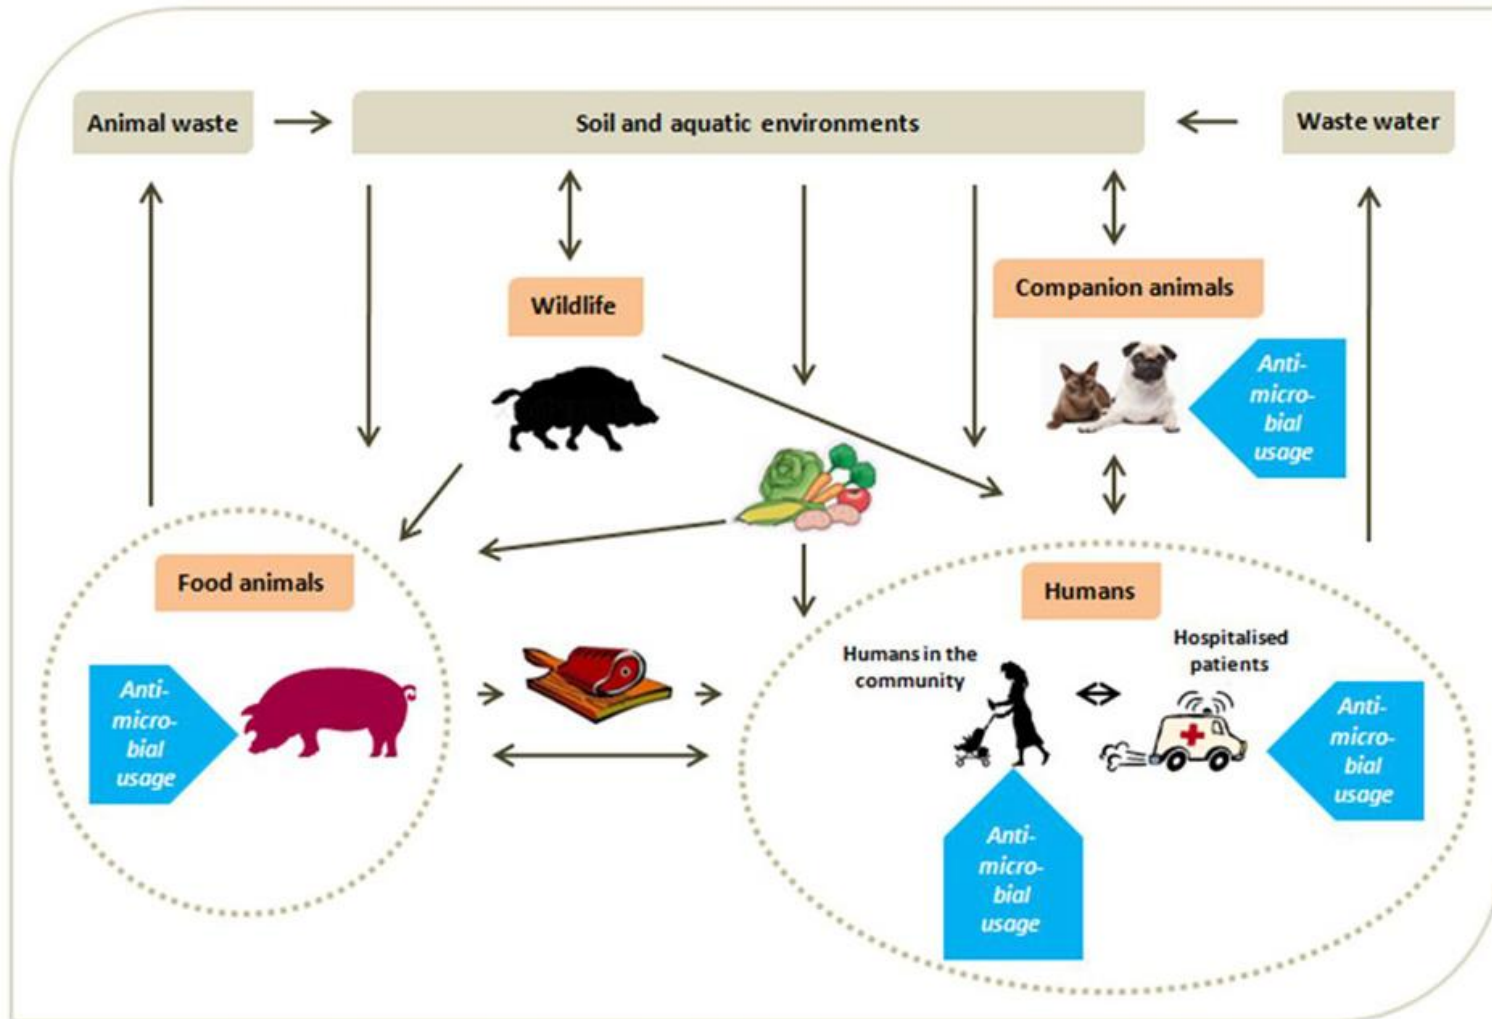 Animal waste
Soil and aquatic environments
Waste water
Wildlife
Companion animals
Anti-
micro-
bial
usage
Food animals
Humans
Humans in the
community
Hospitalised
patients
Anti-
micro-
bial
usage
Anti-
micro-
bial
usage
Anti-
micro-
bial
usage